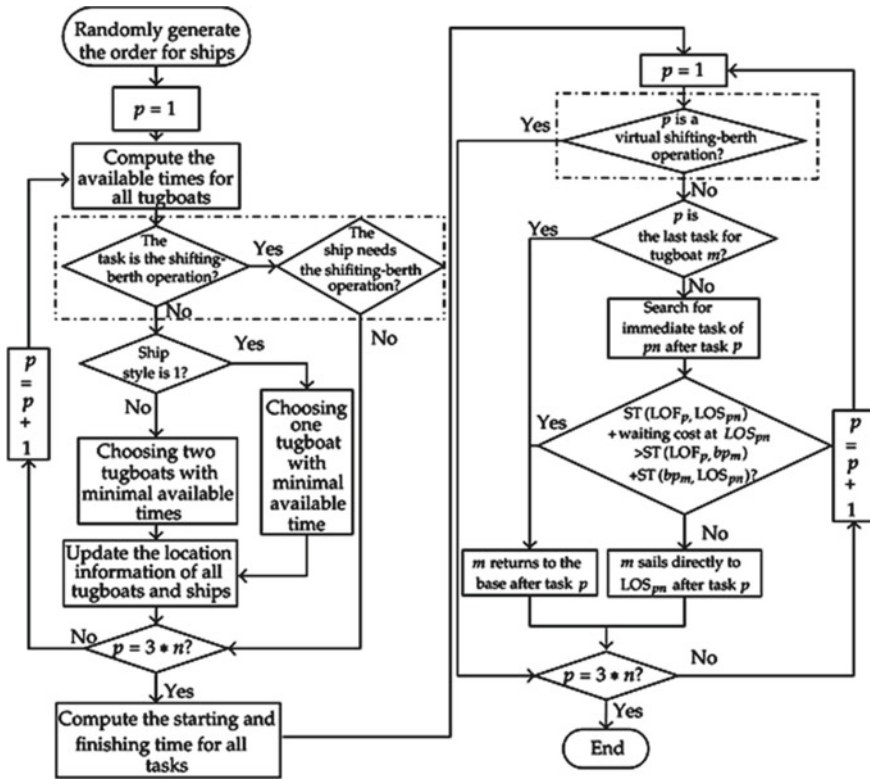 Randomly generate
the order for ships
p = 1
Compute the
available times for
all tugboats
The
task is the shifting-
berth operation?
Yes
The
ship needs
the shifiting-berth
operation?
No
No
Ship
style is 1?
Yes
No
Choosing
one
tugboat
with
minimal
available
time
Choosing two
tugboats with
minimal available
times
Update the location
information of all
tugboats and ships
p
=
p
+
1
No
p = 3 * n?
Yes
Compute the starting and
finishing time for all
tasks
p = 1
Yes
p is a
virtual shifting-berth
operation?
No
Yes
p is
the last task for
tugboat m?
No
Search for
immediate task of
pn after task p
Yes
ST (LOFp, LOSpn)
+waiting cost at LOSpn
>ST (LOFp, bpm)
+ST (bpm, LOSpn)?
No
p
=
p
+
1
m returns to the
base after task p
m sails directly to
LOSpn after task p
p = 3 * n?
No
Yes
End